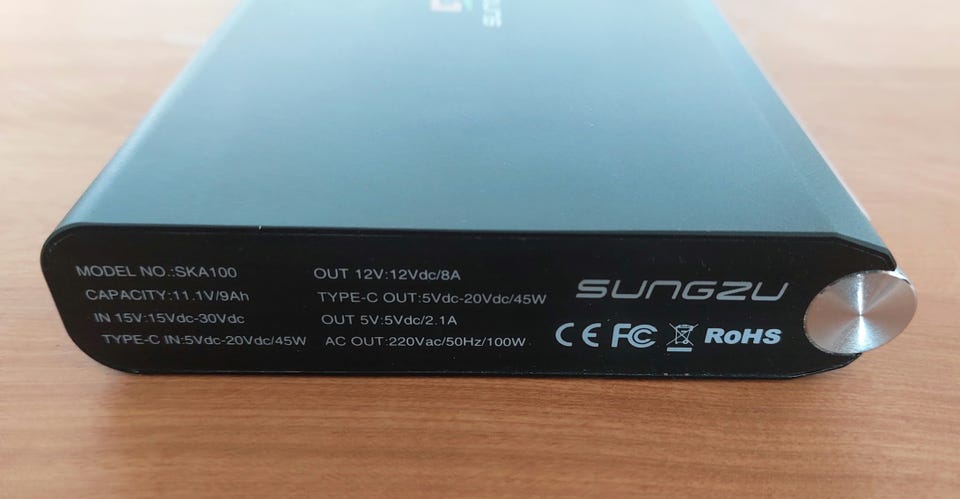 MODEL NO.:SKA100
CAPACITY:11.1V/9Ah
IN 15V:15Vdc-30Vdc
TYPE-C IN:5Vdc-20Vdc/45W
OUT 12V:12Vdc/8A
TYPE-C OUT:5Vdc-20Vdc/45W
OUT 5V:5Vdc/2.1A
AC OUT:220Vac/50Hz/100W
SUNGZU
CE FC RoHS